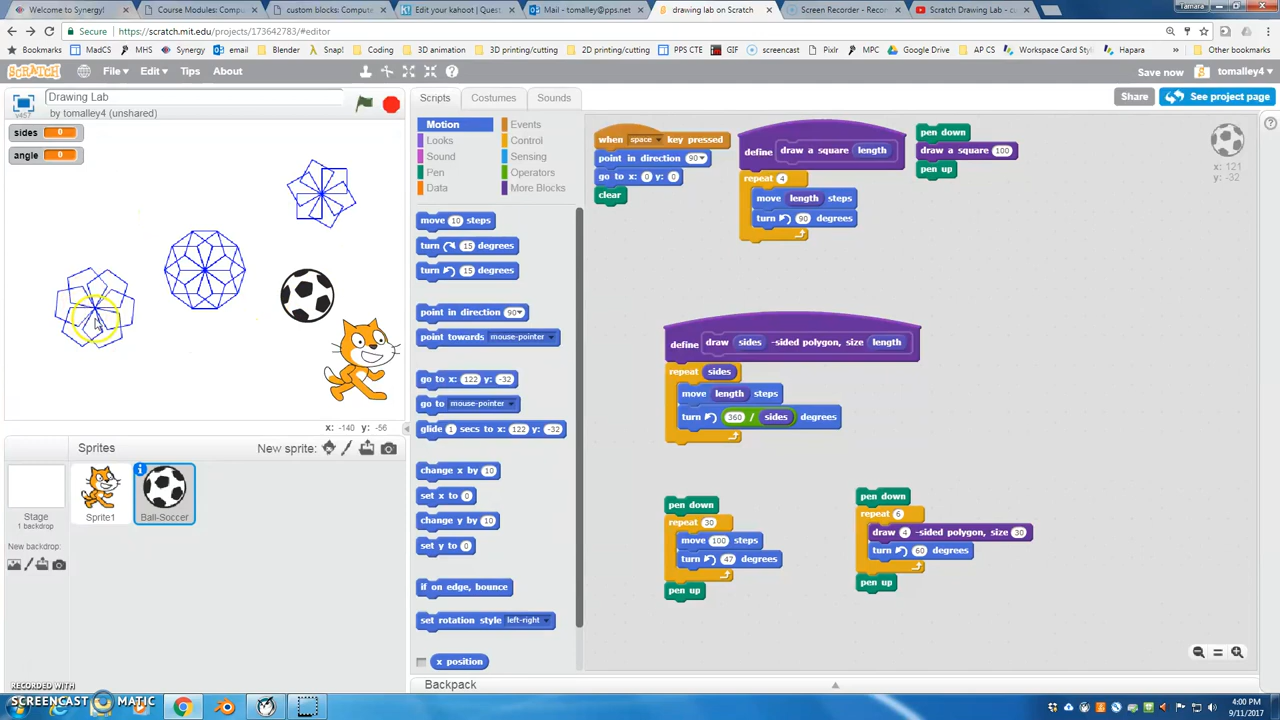 Welcome to Synergy!
Course Modules: Compu
custom blocks: Compute
Edit your kahoot | Quest
Mail - tomalley@pps.net
drawing lab on Scratch
Screen Recorder - Reco
Scratch Drawing Lab - c
Tamara
Secure
https://scratch.mit.edu/projects/173642783/#editor
Bookmarks
MadCS
MHS
Synergy
email
Blender
Snap!
Coding
3D animation
3D printing/cutting
2D printing/cutting
PPS CTE
GIF
screencast
Pixlr
MPC
Google Drive
AP CS
Workspace Card Styl
Hapara
Other bookmarks
SCRATCH
File
Edit
Tips
About
Save now
tomalley4
Drawing Lab
v457
by tomalley4 (unshared)
Scripts
Costumes
Sounds
Share
See project page
sides 0
angle 0
Motion
Looks
Sound
Pen
Data
Events
Control
Sensing
Operators
More Blocks
move 10 steps
turn 15 degrees
turn 15 degrees
point in direction 90
point towards mouse-pointer
go to x: 122 y: -32
go to mouse-pointer
glide 1 secs to x: 122 y: -32
change x by 10
set x to 0
change y by 10
set y to 0
if on edge, bounce
set rotation style left-right
x position
when space key pressed
point in direction 90
go to x: 0 y: 0
clear
define draw a square length
repeat 4
move length steps
turn 90 degrees
pen down
draw a square 100
pen up
x: 121
y: -32
define draw sides -sided polygon, size length
repeat sides
move length steps
turn 360 / sides degrees
pen down
repeat 30
move 100 steps
turn 47 degrees
pen up
pen down
repeat 6
draw 4 -sided polygon, size 30
turn 60 degrees
pen up
x: -140 y: -56
Sprites
New sprite:
Stage
1 backdrop
New backdrop:
Sprite1
Ball-Soccer
Backpack
RECORDED WITH
SCREENCAST MATIC
4:00 PM
9/11/2017